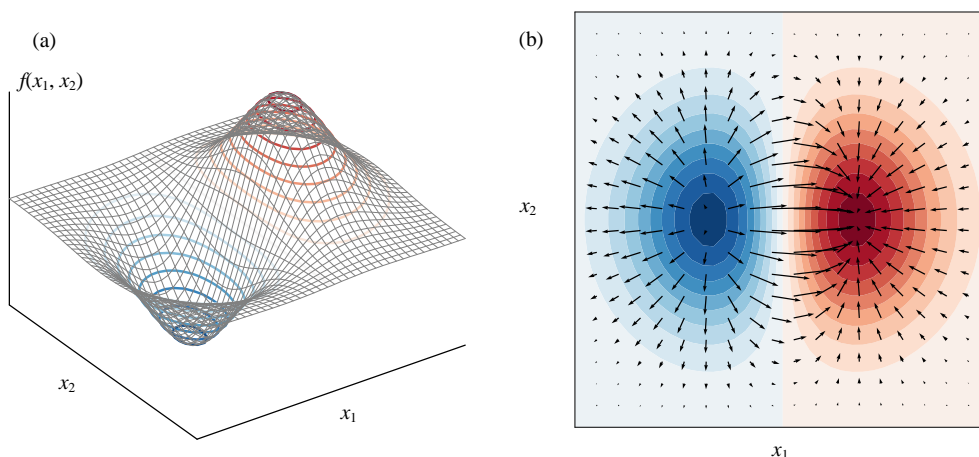 (a)
f(x₁, x₂)
x₂
x₁
(b)
x₂
x₁